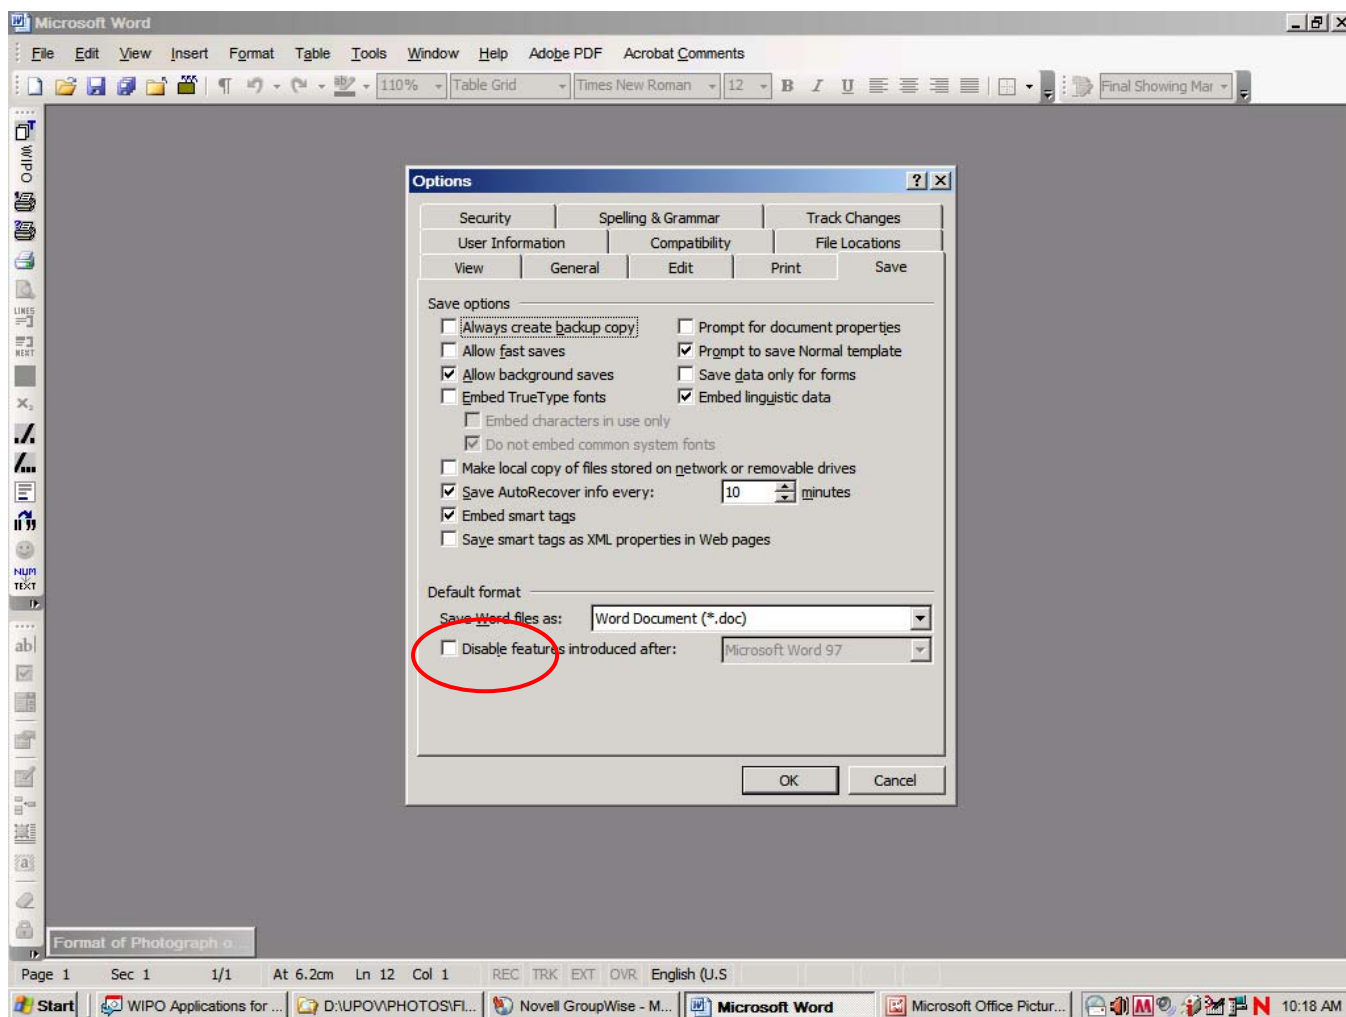 Microsoft Word
File Edit View Insert Format Table Tools Window Help Adobe PDF Acrobat Comments
110% Table Grid Times New Roman 12 B I U Final Showing Mar
WIPO
LINES
NEXT
X₂
NUM
TEXT
ab
a
Options
Security Spelling & Grammar Track Changes
User Information Compatibility File Locations
View General Edit Print Save
Save options
Always create backup copy Prompt for document properties
Allow fast saves Prompt to save Normal template
Allow background saves Save data only for forms
Embed TrueType fonts Embed linguistic data
Embed characters in use only
Do not embed common system fonts
Make local copy of files stored on network or removable drives
Save AutoRecover info every: 10 minutes
Embed smart tags
Save smart tags as XML properties in Web pages
Default format
Save Word files as: Word Document (*.doc)
Disable features introduced after: Microsoft Word 97
OK Cancel
Format of Photograph o...
Page 1 Sec 1 1/1 At 6.2cm Ln 12 Col 1 REC TRK EXT OVR English (U.S
Start WIPO Applications for ... D:\UPOV\PHOTOS\FI... Novell GroupWise - M... Microsoft Word Microsoft Office Pictur... M N 10:18 AM